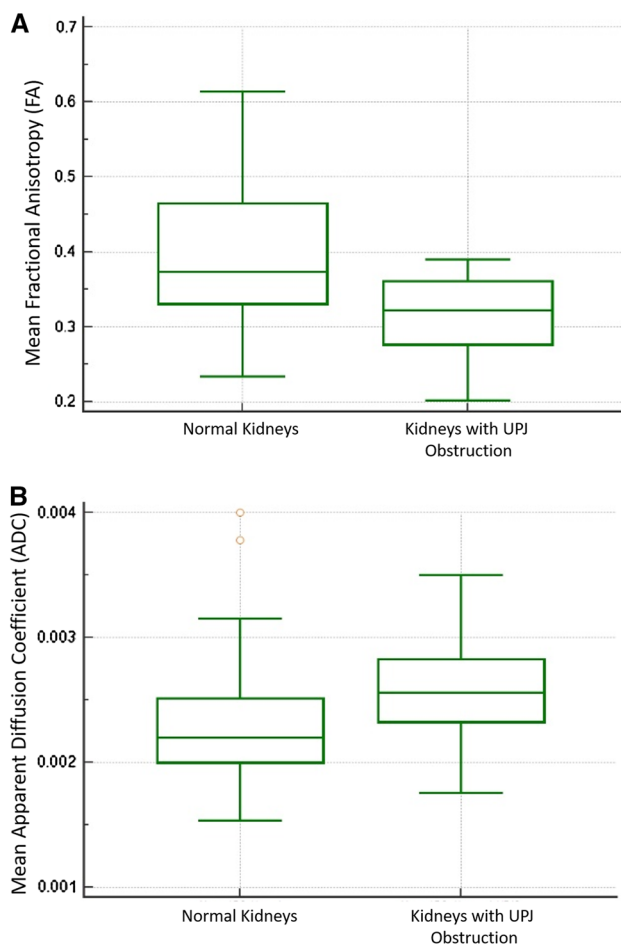 A
Mean Fractional Anisotropy (FA)
0.7
0.6
0.5
0.4
0.3
0.2
Normal Kidneys
Kidneys with UPJ
Obstruction
B
Mean Apparent Diffusion Coefficient (ADC)
0.004
0.003
0.002
0.001
Normal Kidneys
Kidneys with UPJ
Obstruction